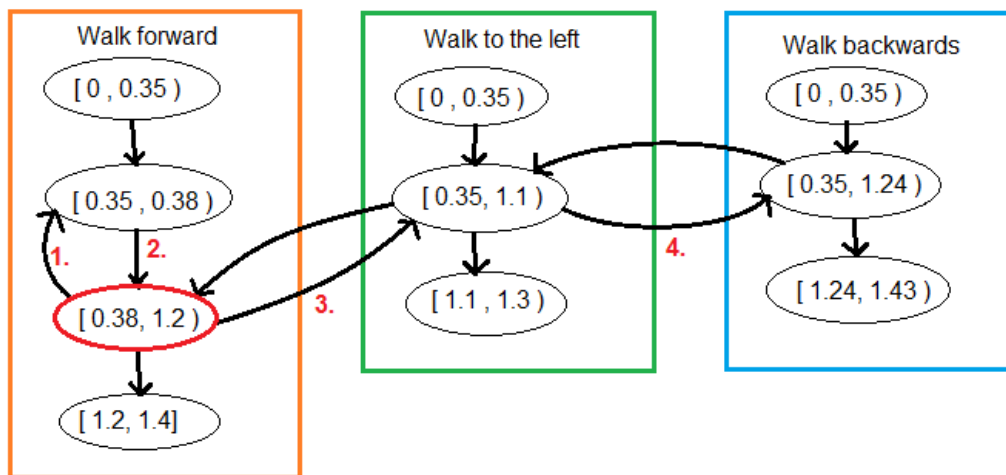 Walk forward
[ 0 , 0.35 )
[ 0.35 , 0.38 )
1.
2.
[ 0.38, 1.2 )
3.
[ 1.2, 1.4]
Walk to the left
[ 0 , 0.35 )
[ 0.35, 1.1 )
4.
[ 1.1 , 1.3 )
Walk backwards
[ 0 , 0.35 )
[ 0.35, 1.24 )
[ 1.24, 1.43 )